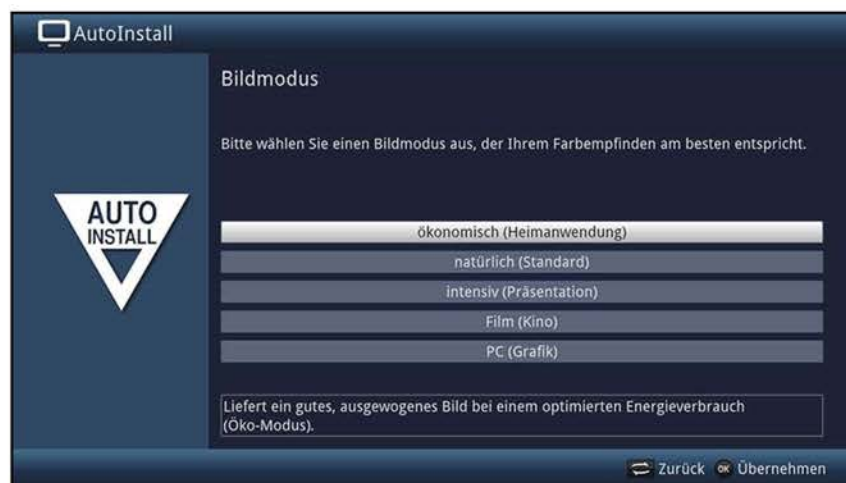 AutoInstall
Bildmodus
Bitte wählen Sie einen Bildmodus aus, der Ihrem Farbempfinden am besten entspricht.
AUTO
INSTALL
ökonomisch (Heimanwendung)
natürlich (Standard)
intensiv (Präsentation)
Film (Kino)
PC (Grafik)
Liefert ein gutes, ausgewogenes Bild bei einem optimierten Energieverbrauch
(Öko-Modus).
Zurück OK Übernehmen